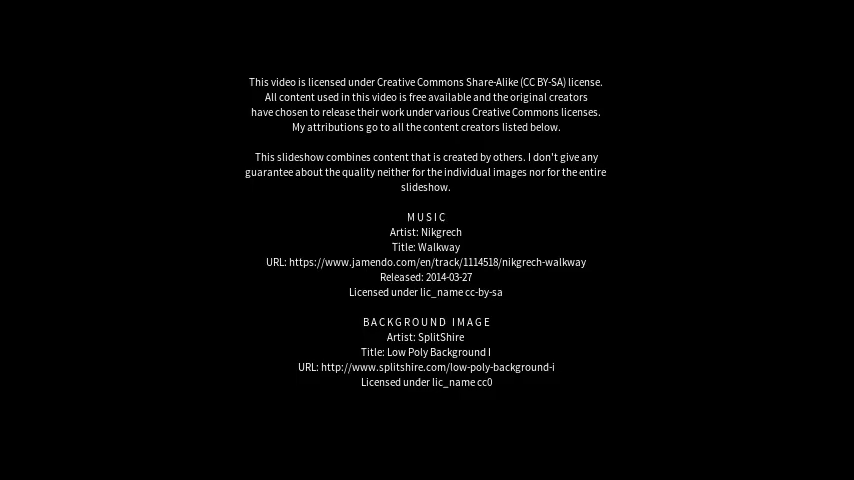 This video is licensed under Creative Commons Share-Alike (CC BY-SA) license.
All content used in this video is free available and the original creators
have chosen to release their work under various Creative Commons licenses.
My attributions go to all the content creators listed below.
This slideshow combines content that is created by others. I don't give any
guarantee about the quality neither for the individual images nor for the entire
slideshow.
MUSIC
Artist: Nikgrech
Title: Walkway
URL: https://www.jamendo.com/en/track/1114518/nikgrech-walkway
Released: 2014-03-27
Licensed under lic_name cc-by-sa
BACKGROUND IMAGE
Artist: SplitShire
Title: Low Poly Background I
URL: http://www.splitshire.com/low-poly-background-i
Licensed under lic_name cc0